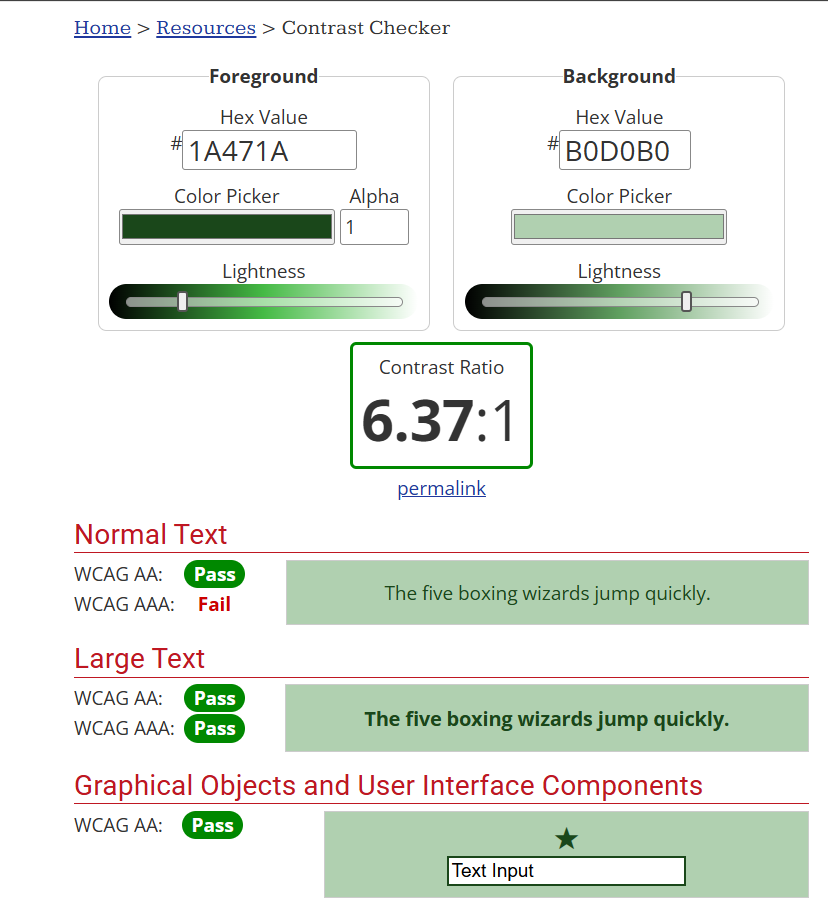 Home > Resources > Contrast Checker
Foreground
Hex Value
#1A471A
Color Picker
Alpha
1
Lightness
Background
Hex Value
#B0D0B0
Color Picker
Lightness
Contrast Ratio
6.37:1
permalink
Normal Text
WCAG AA: Pass
WCAG AAA: Fail
The five boxing wizards jump quickly.
Large Text
WCAG AA: Pass
WCAG AAA: Pass
The five boxing wizards jump quickly.
Graphical Objects and User Interface Components
WCAG AA: Pass
★
Text Input